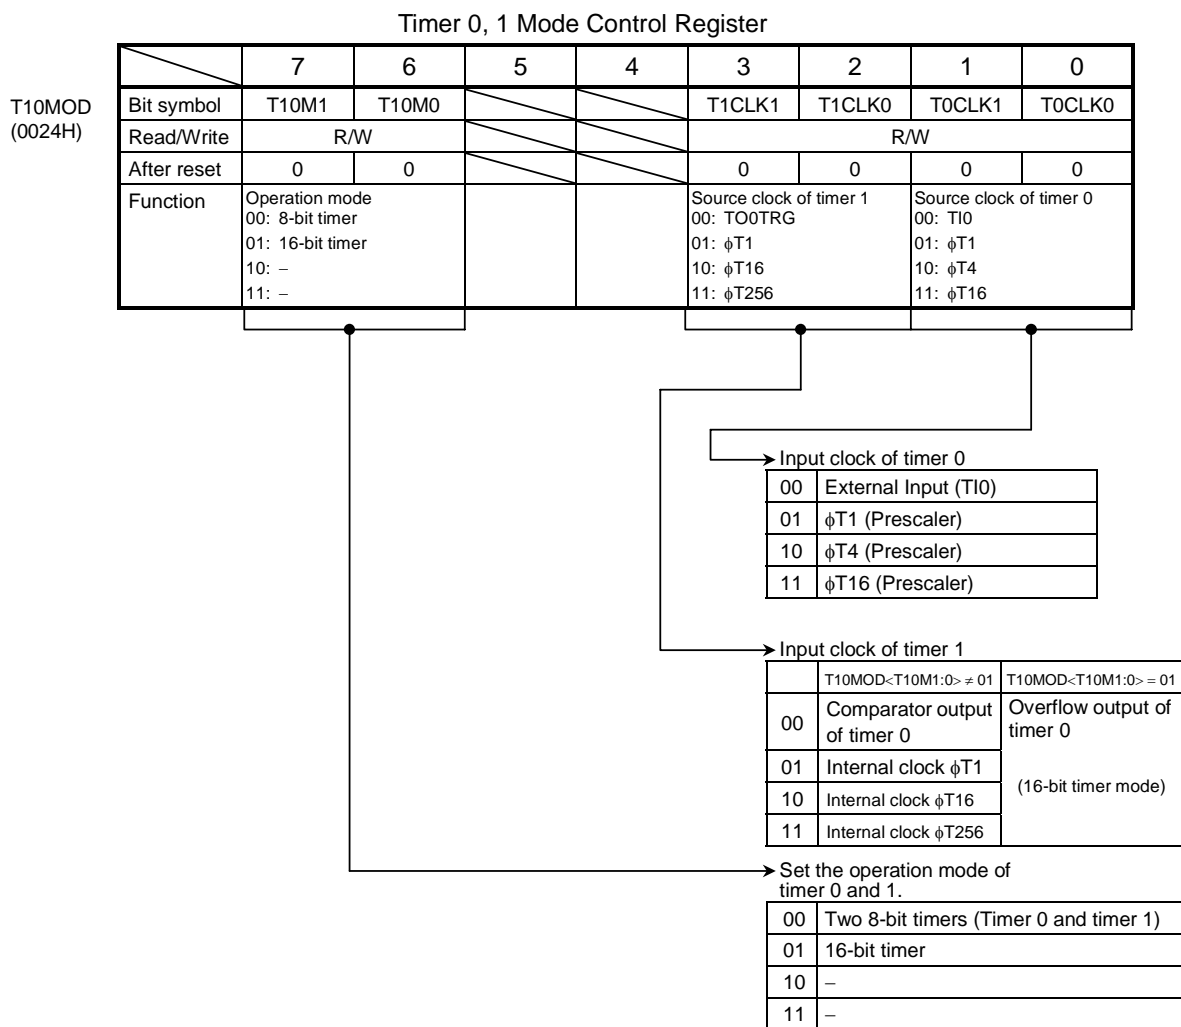 Timer 0, 1 Mode Control Register
7 6 5 4 3 2 1 0
T10MOD
(0024H)
Bit symbol T10M1 T10M0 T1CLK1 T1CLK0 T0CLK1 T0CLK0
Read/Write R/W R/W
After reset 0 0 0 0 0 0
Function
Operation mode
00: 8-bit timer
01: 16-bit timer
10: −
11: −
Source clock of timer 1
00: TO0TRG
01: ϕT1
10: ϕT16
11: ϕT256
Source clock of timer 0
00: TI0
01: ϕT1
10: ϕT4
11: ϕT16
Input clock of timer 0
00 External Input (TI0)
01 ϕT1 (Prescaler)
10 ϕT4 (Prescaler)
11 ϕT16 (Prescaler)
Input clock of timer 1
T10MOD<T10M1:0> ≠ 01 T10MOD<T10M1:0> = 01
00 Comparator output
of timer 0
01 Internal clock ϕT1
10 Internal clock ϕT16
11 Internal clock ϕT256
Overflow output of
timer 0
(16-bit timer mode)
Set the operation mode of
timer 0 and 1.
00 Two 8-bit timers (Timer 0 and timer 1)
01 16-bit timer
10 −
11 −